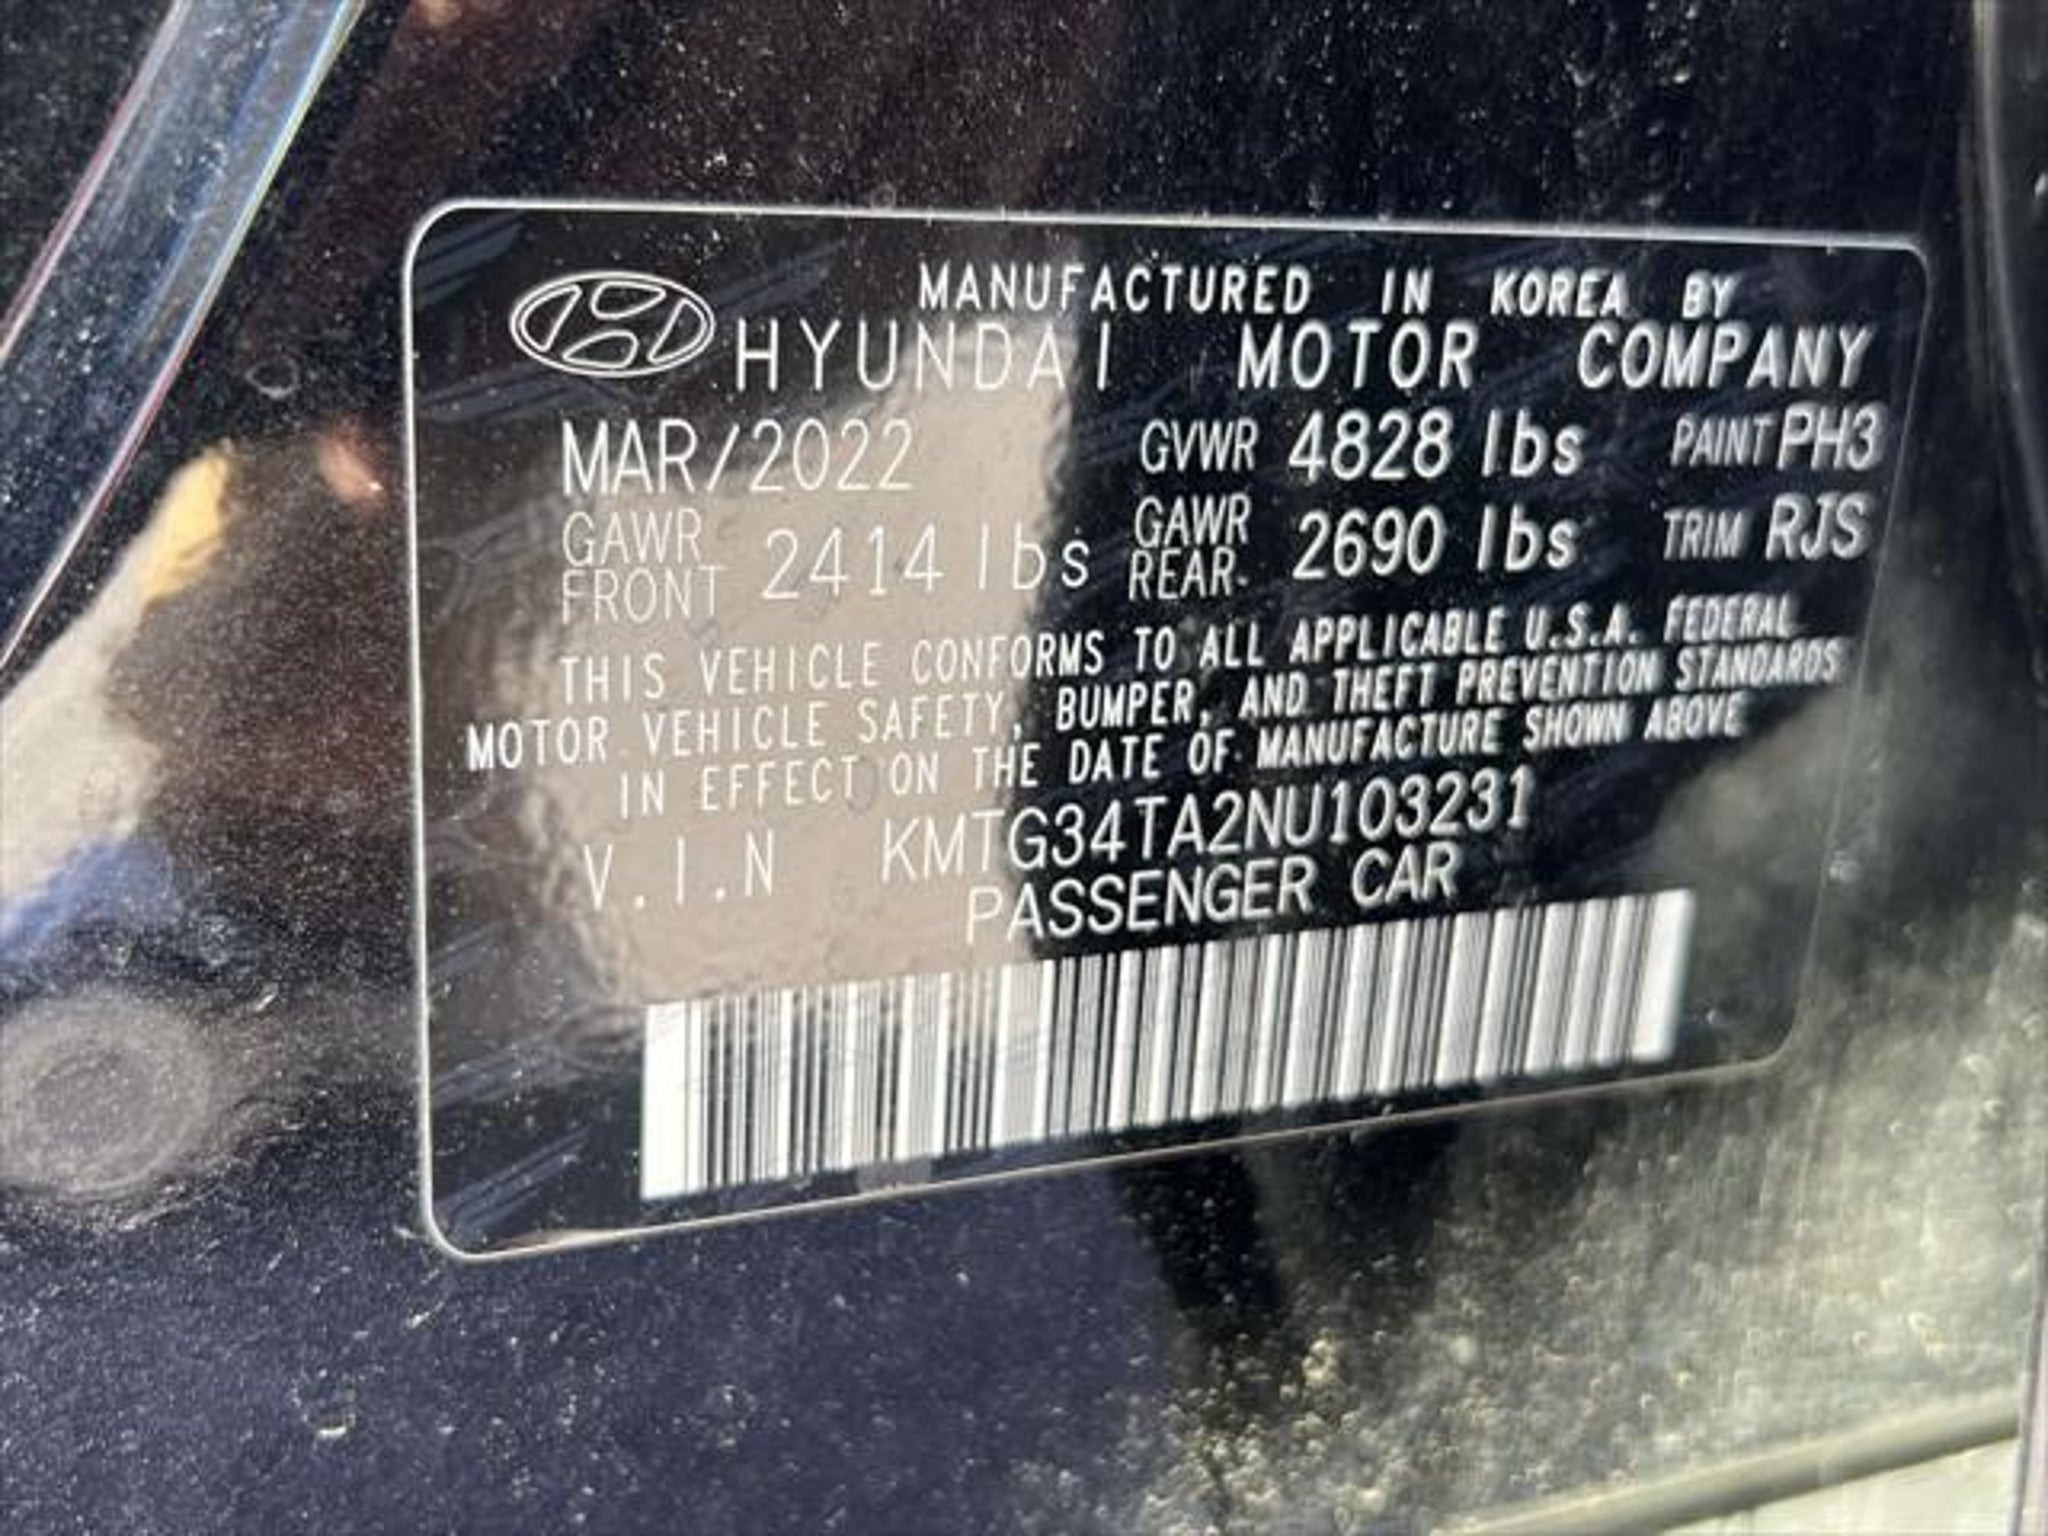 MANUFACTURED IN KOREA BY
HYUNDAI MOTOR COMPANY
MAR/2022 GVWR 4828 lbs PAINT PH3
GAWR FRONT 2414 lbs GAWR REAR 2690 lbs TRIM RJS
THIS VEHICLE CONFORMS TO ALL APPLICABLE U.S.A. FEDERAL
MOTOR VEHICLE SAFETY, BUMPER, AND THEFT PREVENTION STANDARDS
IN EFFECT ON THE DATE OF MANUFACTURE SHOWN ABOVE
V.I.N KMTG34TA2NU103231
PASSENGER CAR